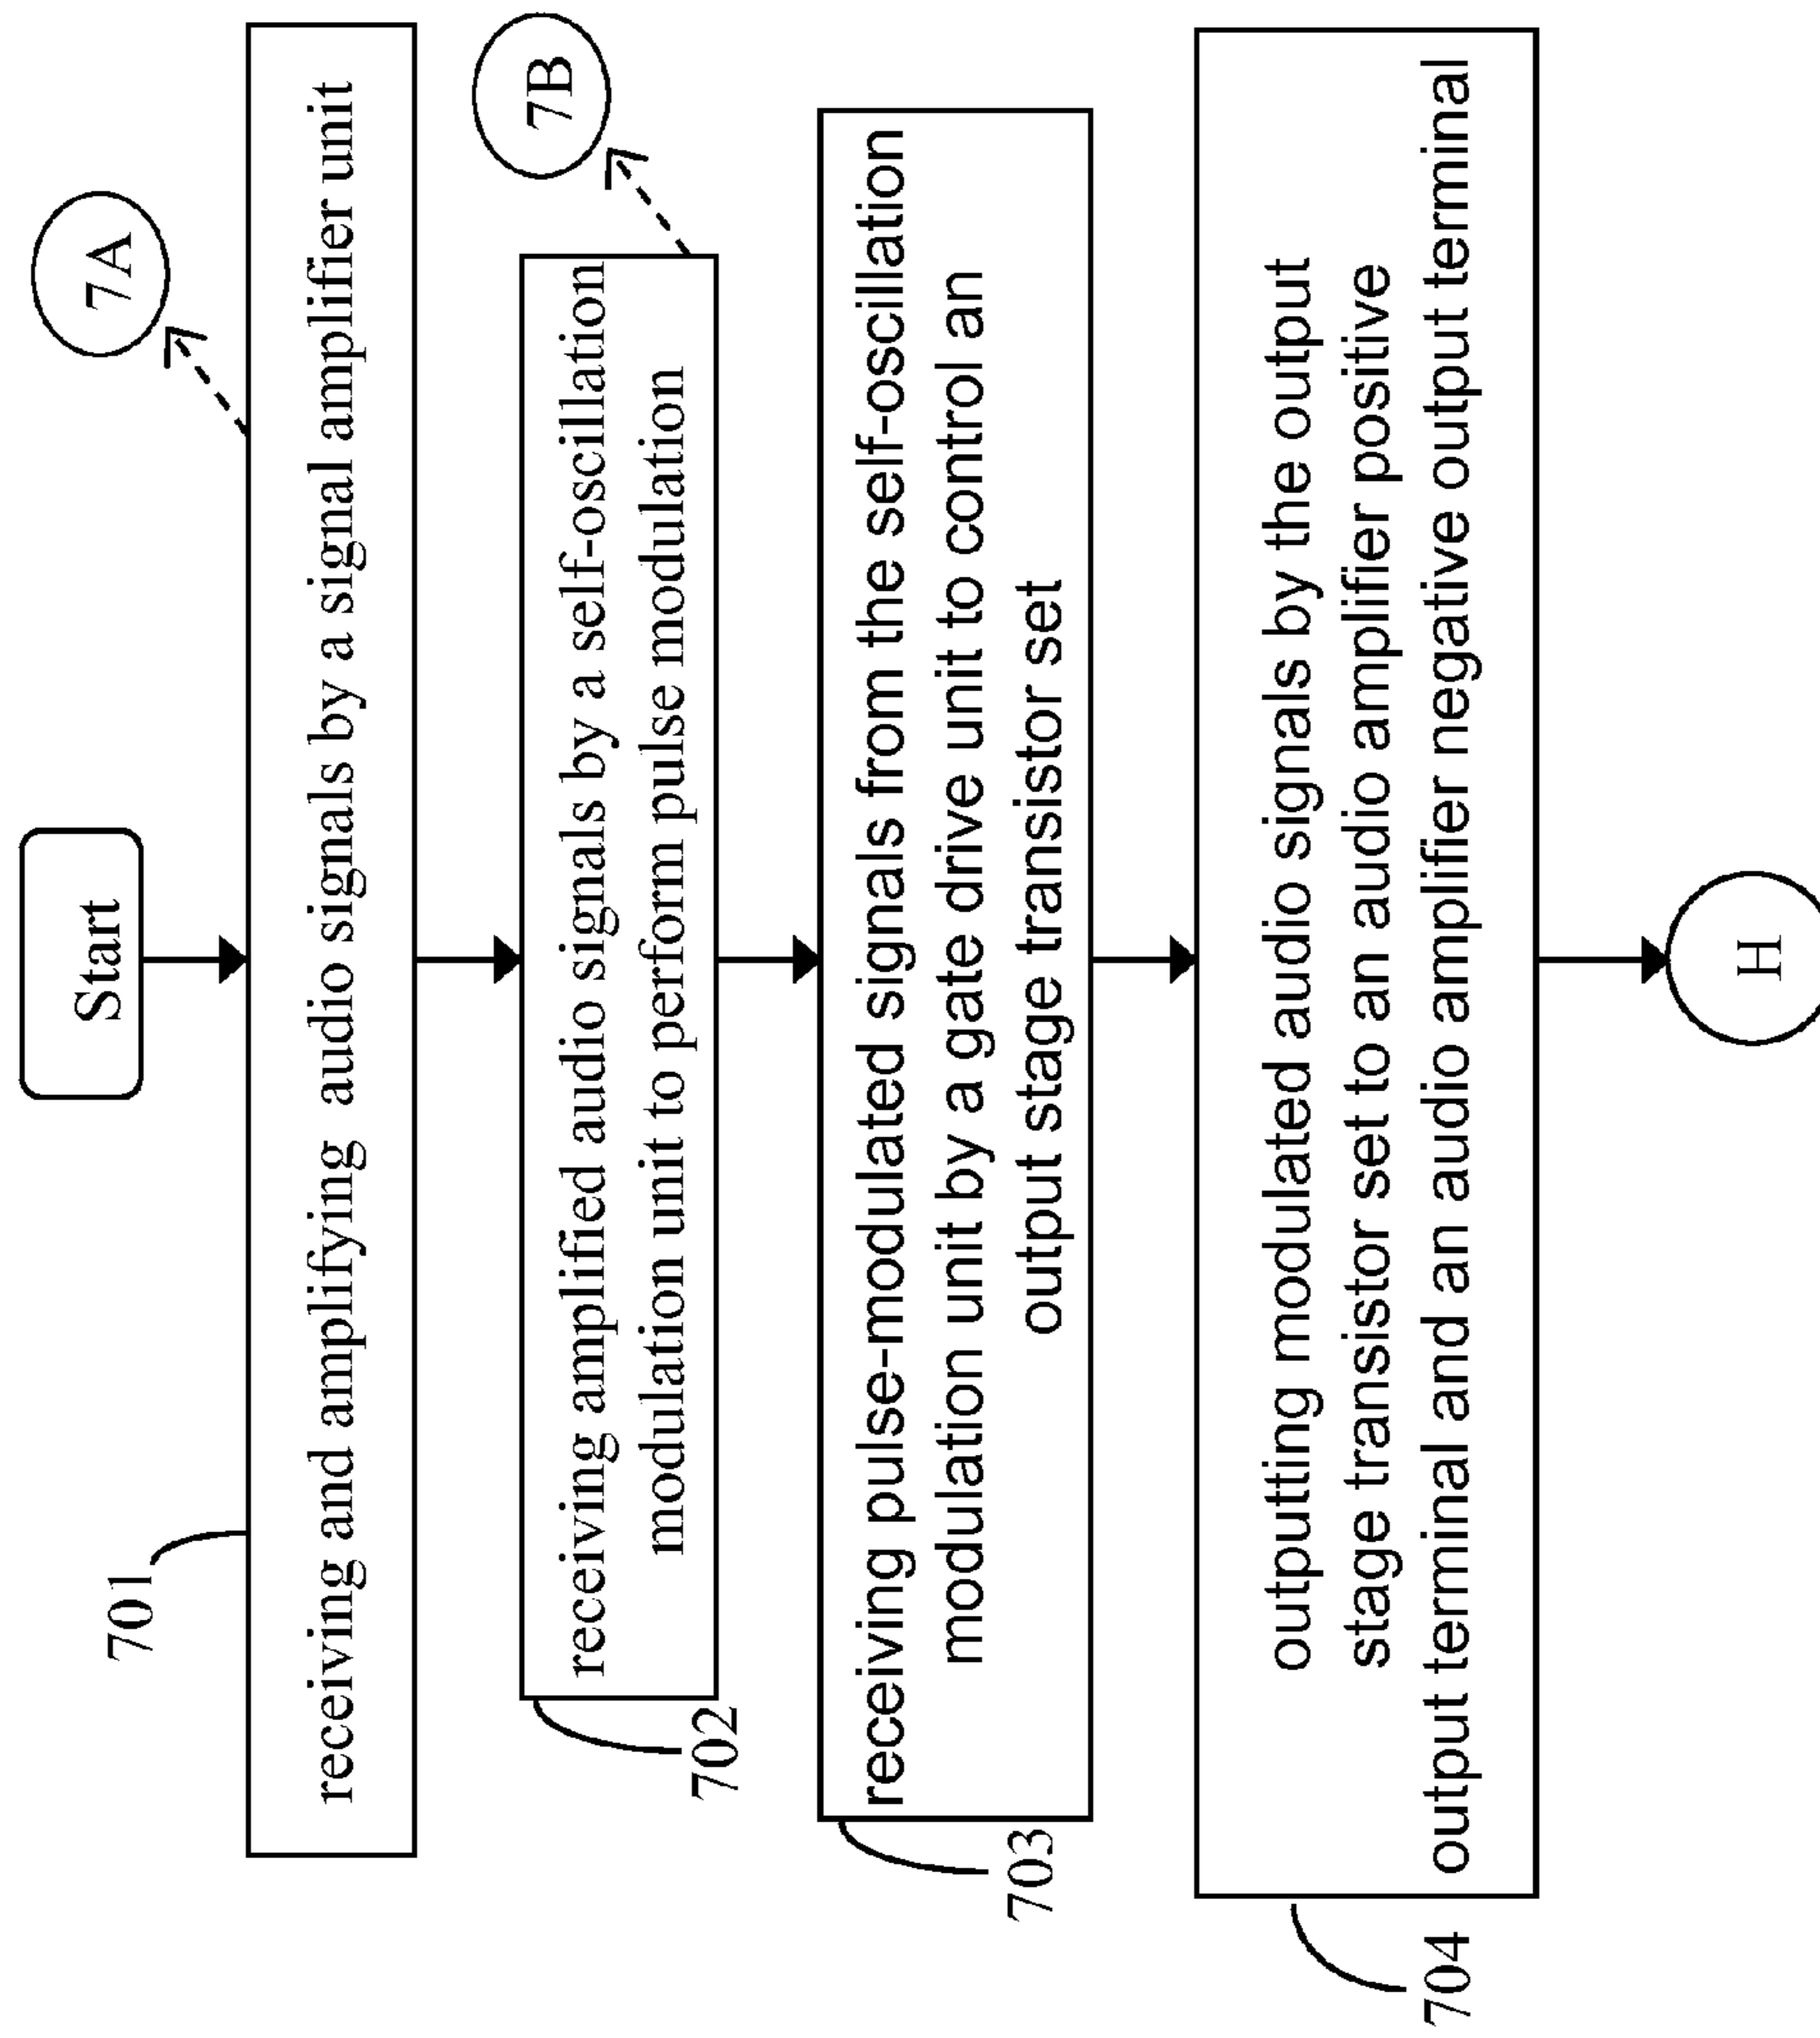 Start
7A
701
receiving and amplifying audio signals by a signal amplifier unit
7B
receiving amplified audio signals by a self-oscillation
modulation unit to perform pulse modulation
702
receiving pulse-modulated signals from the self-oscillation
modulation unit by a gate drive unit to control an
output stage transistor set
703
outputting modulated audio signals by the output
stage transistor set to an audio amplifier positive
output terminal and an audio amplifier negative output terminal
704
H